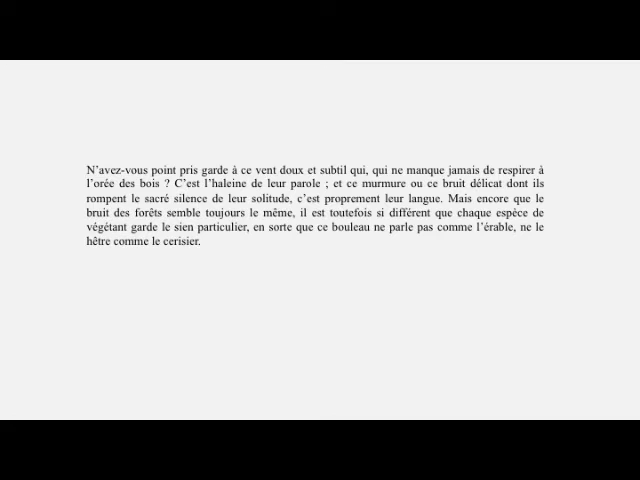 N’avez-vous point pris garde à ce vent doux et subtil qui, qui ne manque jamais de respirer à
l’orée des bois ? C’est l’haleine de leur parole ; et ce murmure ou ce bruit délicat dont ils
rompent le sacré silence de leur solitude, c’est proprement leur langue. Mais encore que le
bruit des forêts semble toujours le même, il est toutefois si différent que chaque espèce de
végétant garde le sien particulier, en sorte que ce bouleau ne parle pas comme l’érable, ne le
hêtre comme le cerisier.